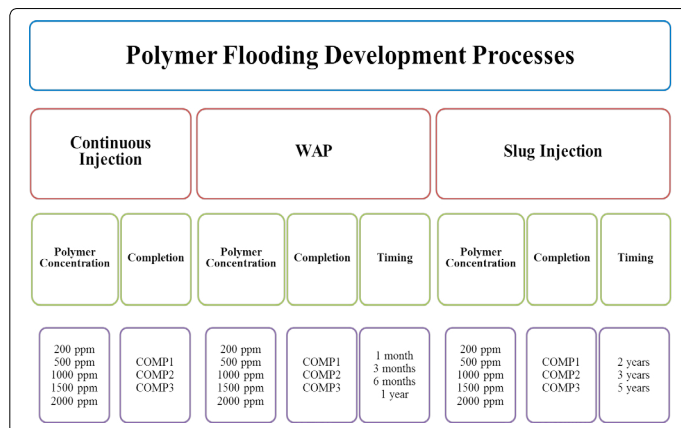 Polymer Flooding Development Processes
Continuous
Injection
WAP
Slug Injection
Polymer
Concentration
Completion
Polymer
Concentration
Completion
Timing
Polymer
Concentration
Completion
Timing
200 ppm
500 ppm
1000 ppm
1500 ppm
2000 ppm
COMP1
COMP2
COMP3
200 ppm
500 ppm
1000 ppm
1500 ppm
2000 ppm
COMP1
COMP2
COMP3
1 month
3 months
6 months
1 year
200 ppm
500 ppm
1000 ppm
1500 ppm
2000 ppm
COMP1
COMP2
COMP3
2 years
3 years
5 years